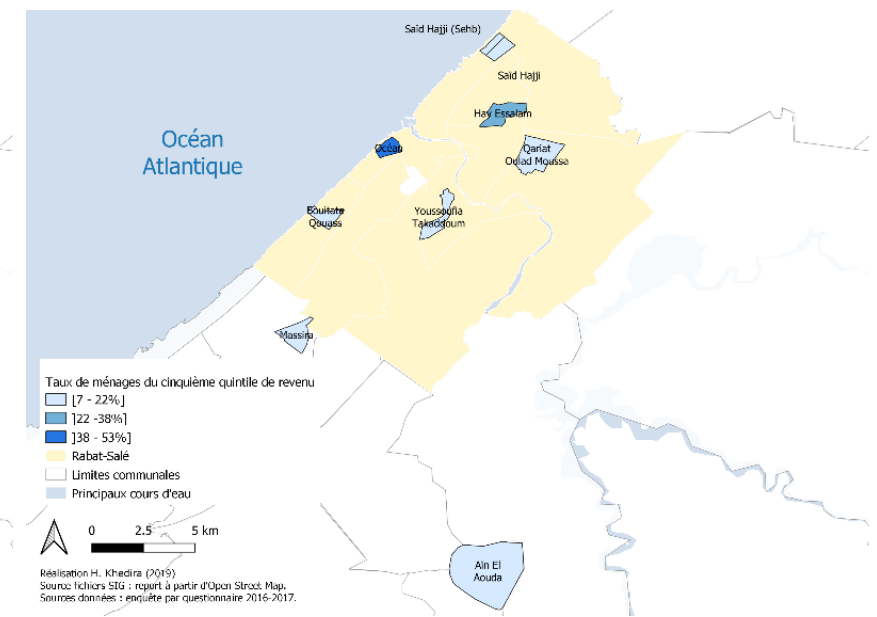 Saïd Hajji (Sehb)
Saïd Hajji
Hay Essalam
Océan
Atlantique
Océan
Qariat
Oulad Moussa
Bouitate
Qouass
Youssoufia
Takaddoum
Massira
Taux de ménages du cinquième quintile de revenu
[7 - 22%]
]22 -38%]
]38 - 53%]
Rabat-Salé
Limites communales
Principaux cours d'eau
0 2.5 5 km
Réalisation H. Khedira (2019)
Source fichiers SIG : report à partir d'Open Street Map.
Sources données : enquête par questionnaire 2016-2017.
Ain El
Aouda